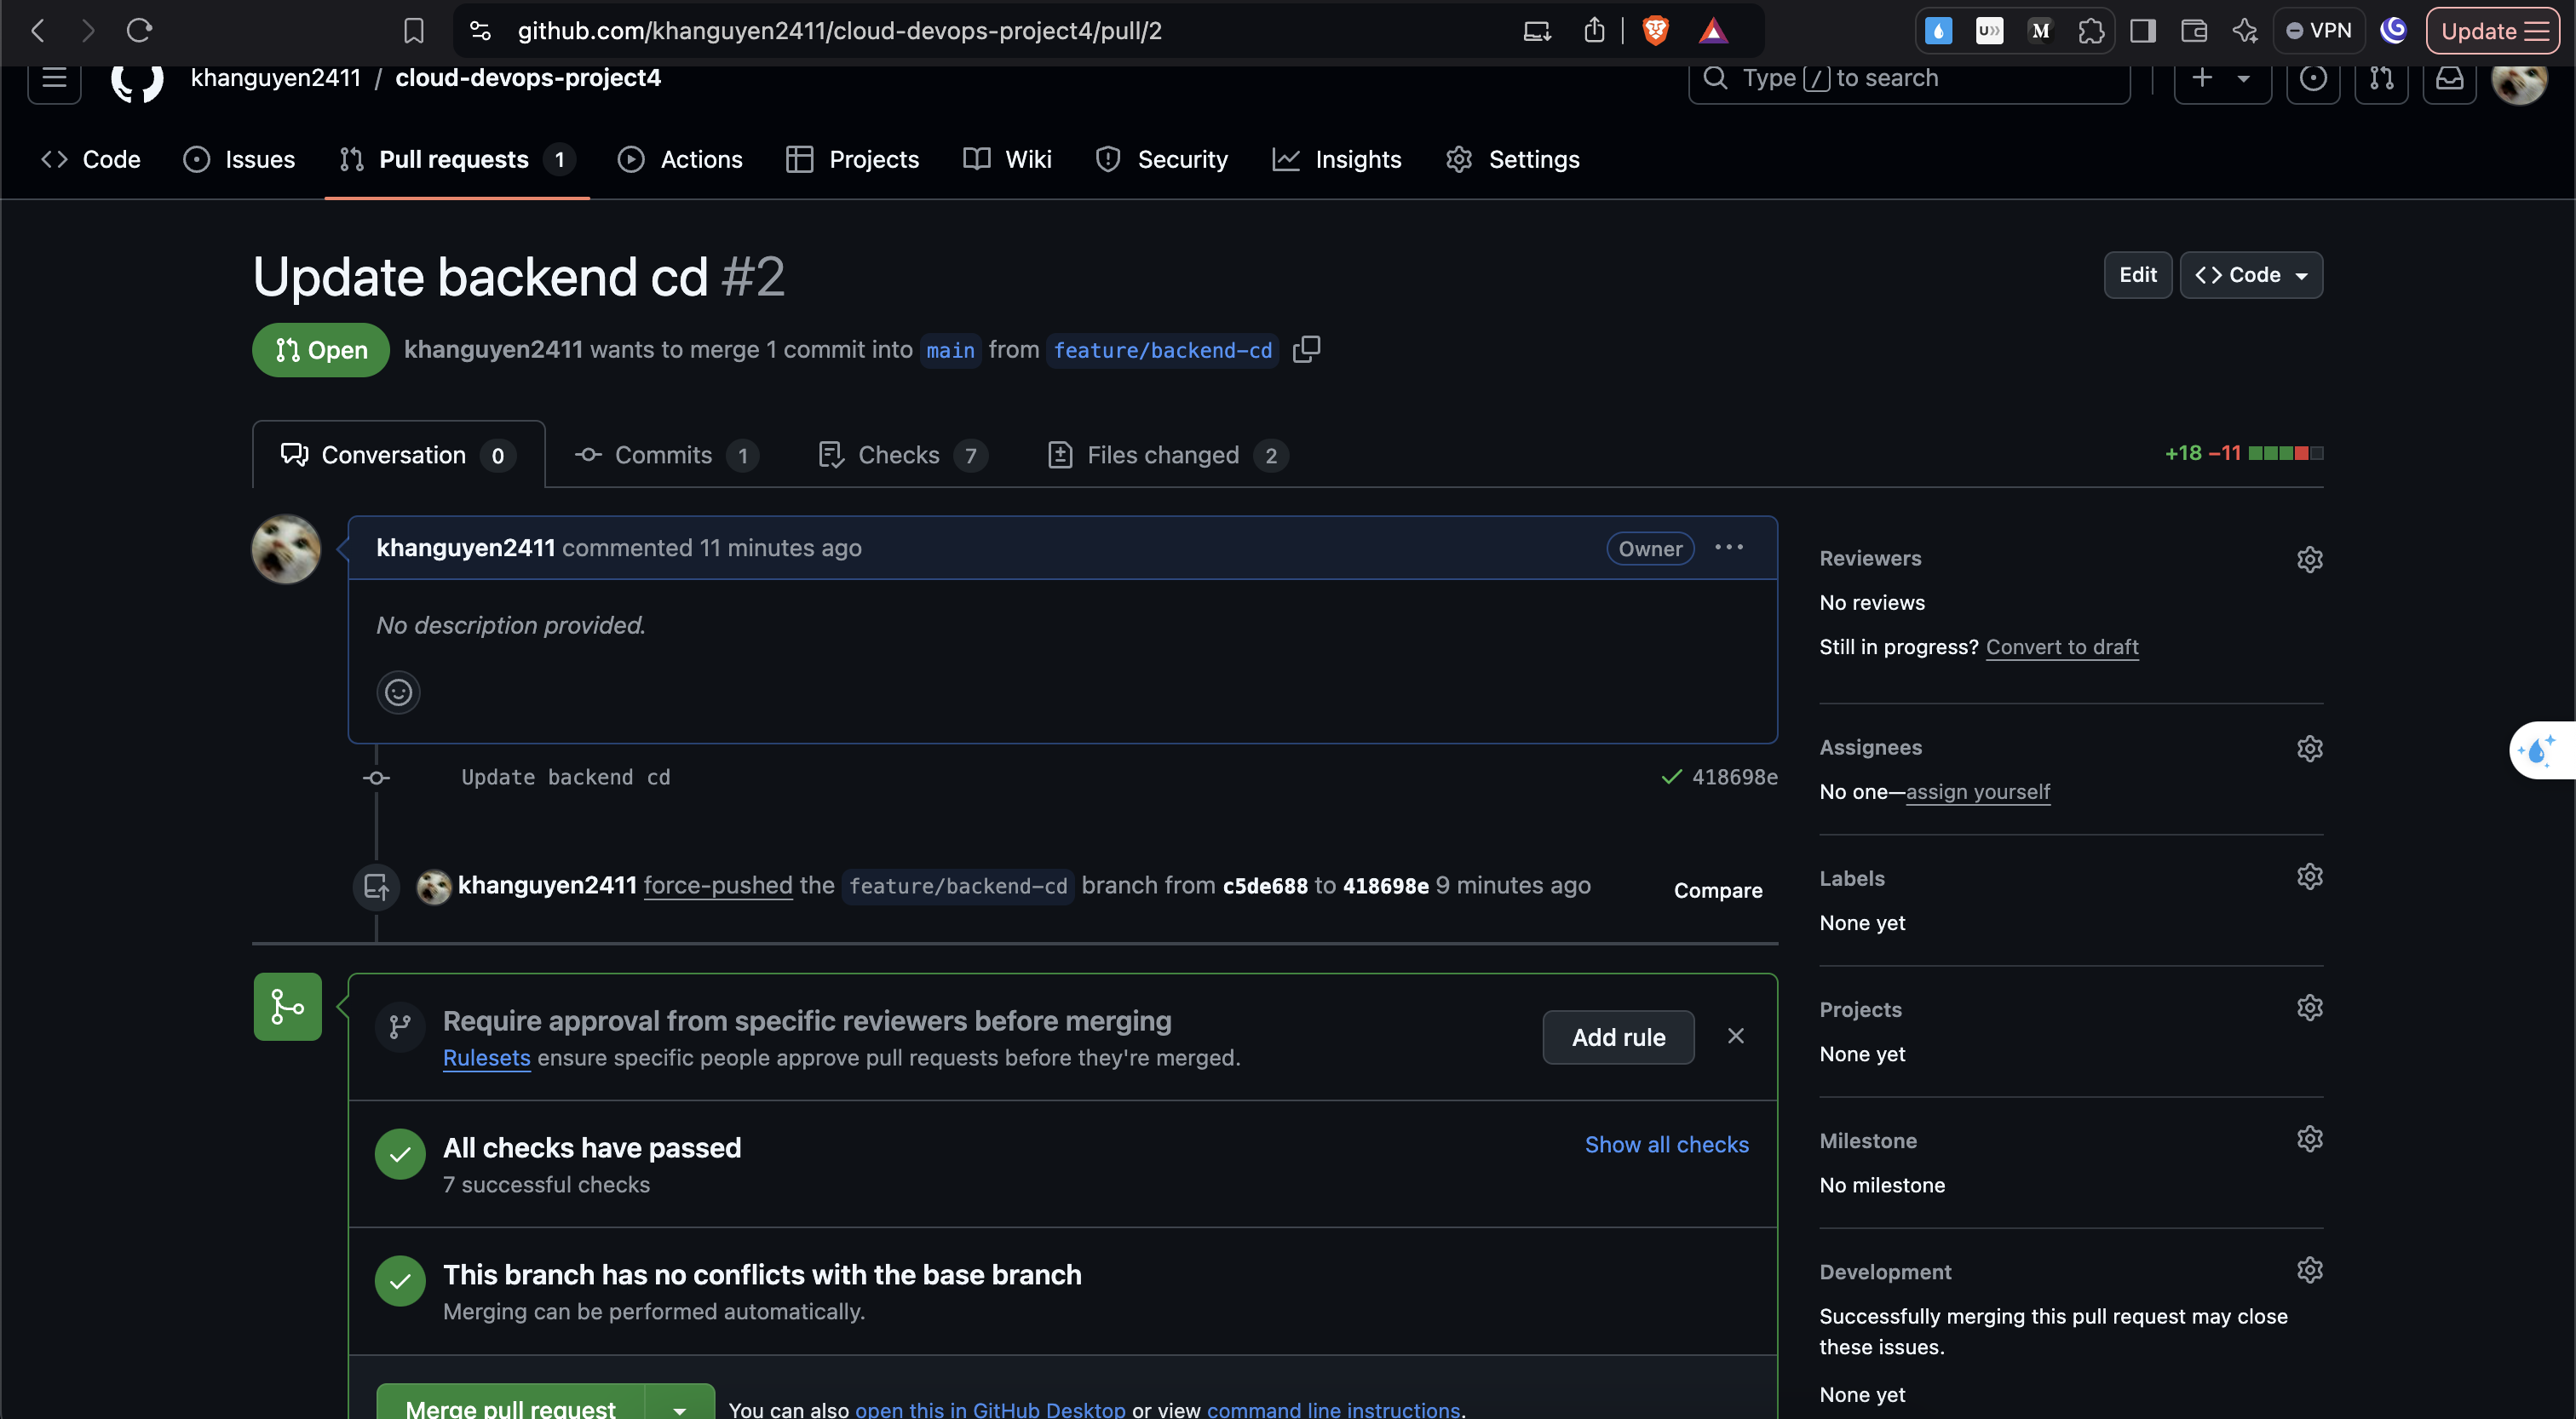 github.com/khanguyen2411/cloud-devops-project4/pull/2
VPN
Update
khanguyen2411 / cloud-devops-project4
Type / to search
Code
Issues
Pull requests 1
Actions
Projects
Wiki
Security
Insights
Settings
Update backend cd #2
Edit
Code
Open
khanguyen2411 wants to merge 1 commit into main from feature/backend-cd
Conversation 0
Commits 1
Checks 7
Files changed 2
+18 −11
khanguyen2411 commented 11 minutes ago
Owner
No description provided.
Update backend cd
418698e
khanguyen2411 force-pushed the feature/backend-cd branch from c5de688 to 418698e 9 minutes ago
Compare
Require approval from specific reviewers before merging
Rulesets ensure specific people approve pull requests before they're merged.
Add rule
All checks have passed
7 successful checks
Show all checks
This branch has no conflicts with the base branch
Merging can be performed automatically.
Merge pull request
You can also open this in GitHub Desktop or view command line instructions.
Reviewers
No reviews
Still in progress? Convert to draft
Assignees
No one—assign yourself
Labels
None yet
Projects
None yet
Milestone
No milestone
Development
Successfully merging this pull request may close
these issues.
None yet